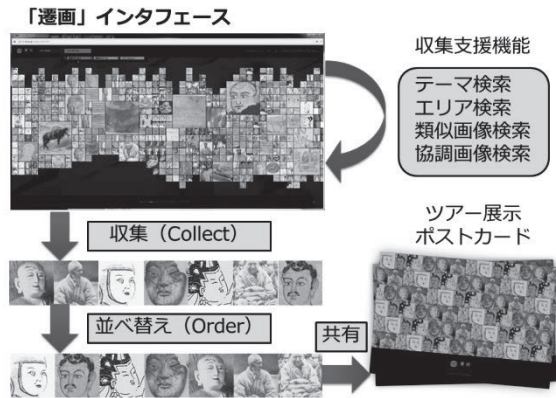 「遷画」インタフェース
収集支援機能
テーマ検索
エリア検索
類似画像検索
協調画像検索
収集（Collect）
ツアー展示
ポストカード
並べ替え（Order）
共有